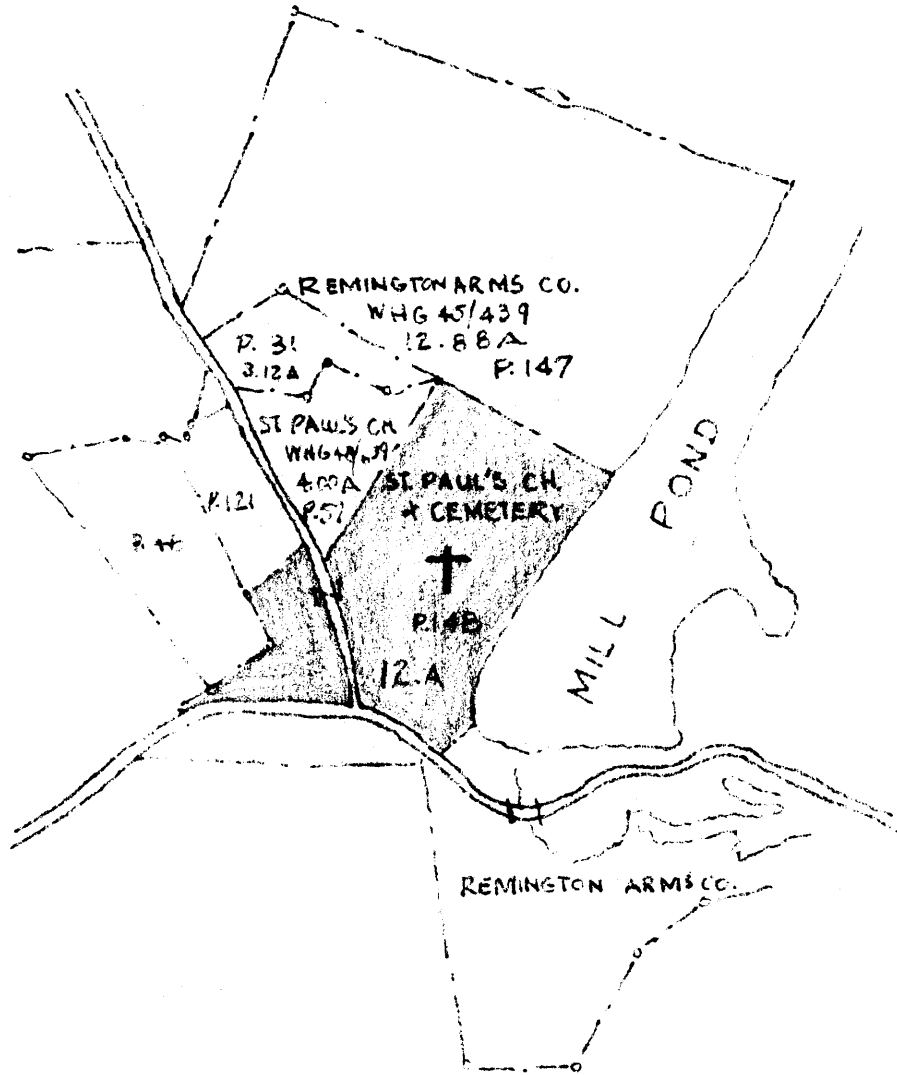 REMINGTON ARMS CO.
WHG 45/439
12.88A
P. 147
P. 31
3.12A
ST PAUL'S CH
4.00A
P.51
ST. PAUL'S CH.
+ CEMETERY
P.121
P.148
12.A
MILL POND
REMINGTON ARMS CO.